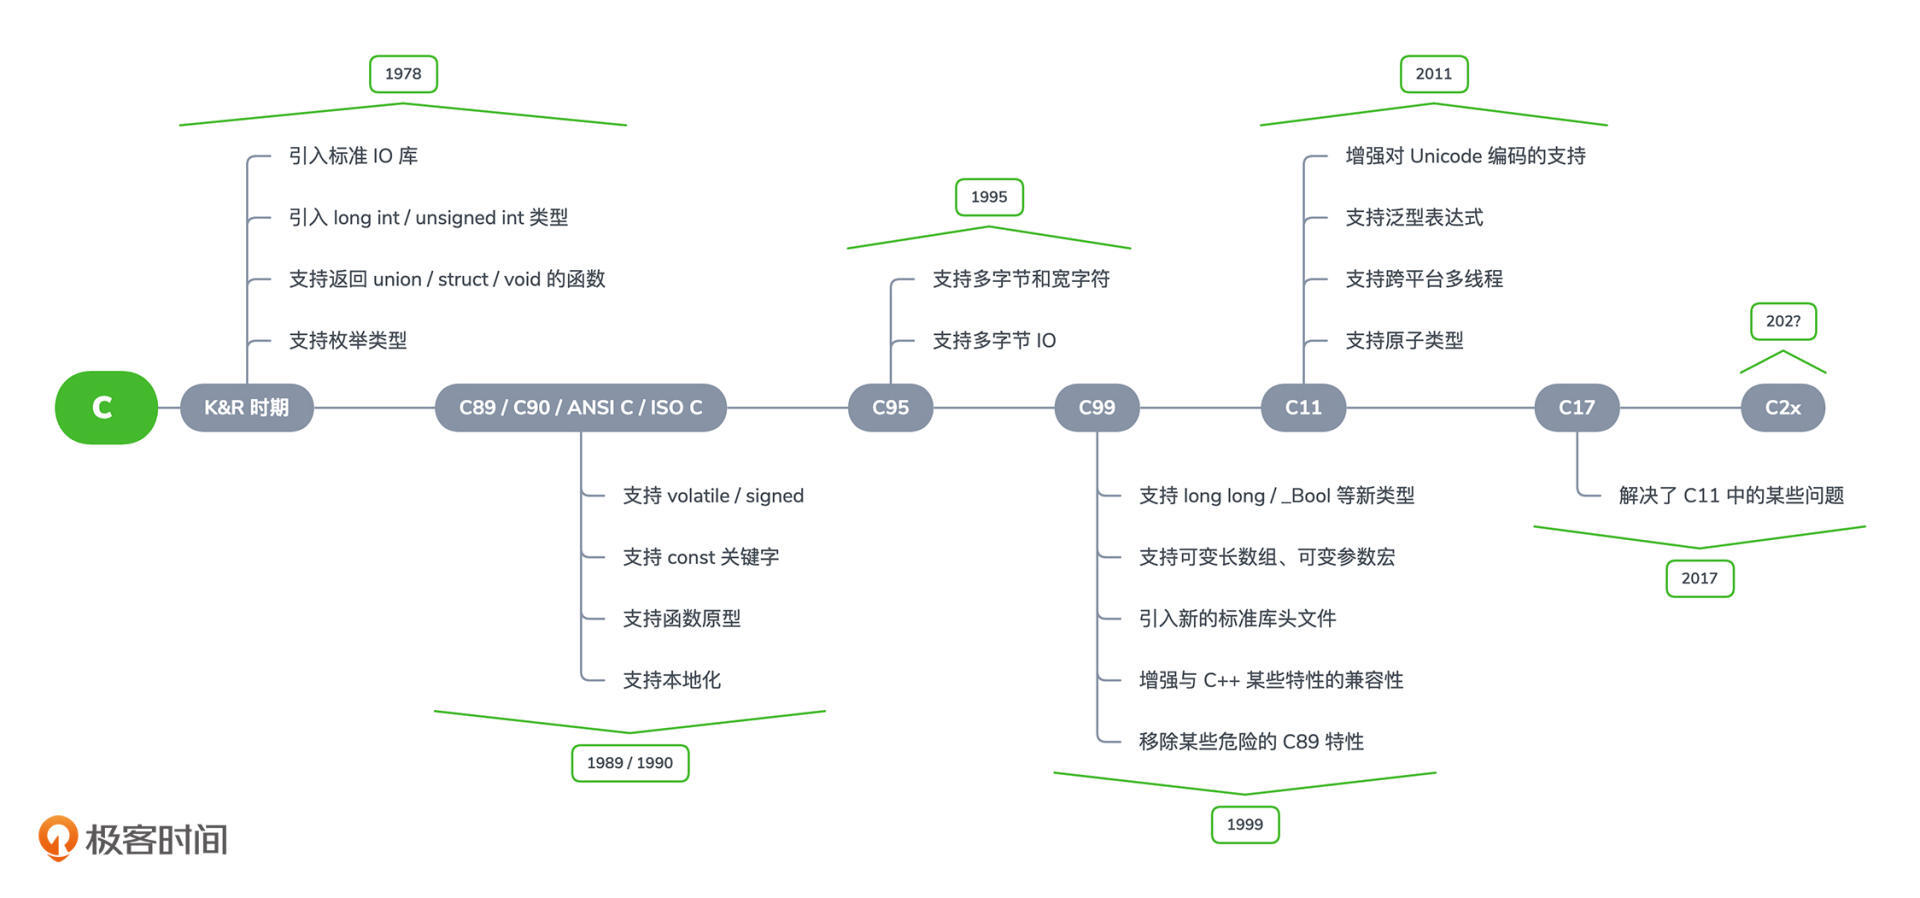 1978
引入标准 IO 库
引入 long int / unsigned int 类型
支持返回 union / struct / void 的函数
支持枚举类型
1995
支持多字节和宽字符
支持多字节 IO
2011
增强对 Unicode 编码的支持
支持泛型表达式
支持跨平台多线程
支持原子类型
202?
C
K&R 时期
C89 / C90 / ANSI C / ISO C
C95
C99
C11
C17
C2x
支持 volatile / signed
支持 const 关键字
支持函数原型
支持本地化
1989 / 1990
支持 long long / _Bool 等新类型
支持可变长数组、可变参数宏
引入新的标准库头文件
增强与 C++ 某些特性的兼容性
移除某些危险的 C89 特性
1999
解决了 C11 中的某些问题
2017
极客时间